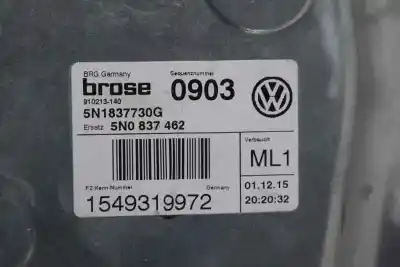 BRG. Germany
Sequenznummer
brose
0903
910213-140
5N1837730G
Ersatz 5N0 837 462
Verbauort
ML1
FZ.Kenn-Nummer
Germany
01.12.15
1549319972
20:20:32